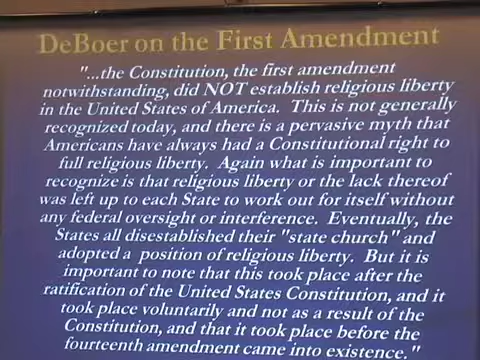 DeBoer on the First Amendment
"...the Constitution, the first amendment
notwithstanding, did NOT establish religious liberty
in the United States of America.  This is not generally
recognized today, and there is a pervasive myth that
Americans have always had a Constitutional right to
full religious liberty.  Again what is important to
recognize is that religious liberty or the lack thereof
was left up to each State to work out for itself without
any federal oversight or interference.  Eventually, the
States all disestablished their "state church" and
adopted a  position of religious liberty.  But it is
important to note that this took place after the
ratification of the United States Constitution, and it
took place voluntarily and not as a result of the
Constitution, and that it took place before the
fourteenth amendment came into existence."